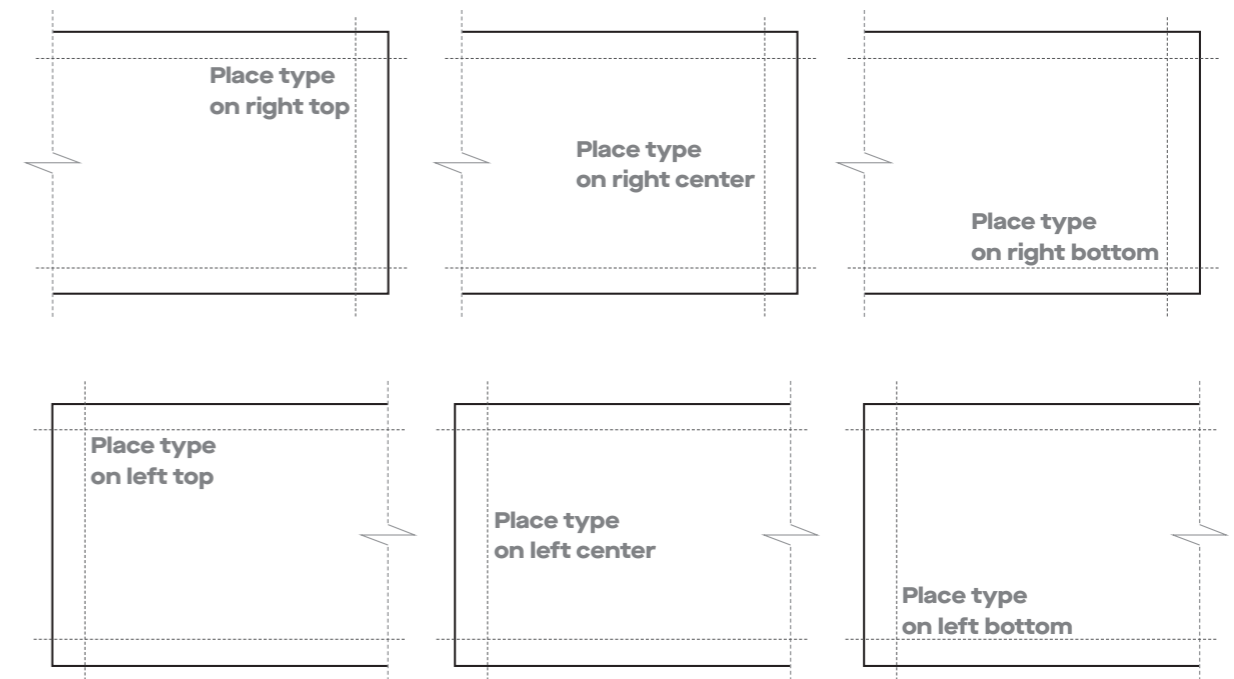 Place type
on right top
Place type
on right center
Place type
on right bottom
Place type
on left top
Place type
on left center
Place type
on left bottom